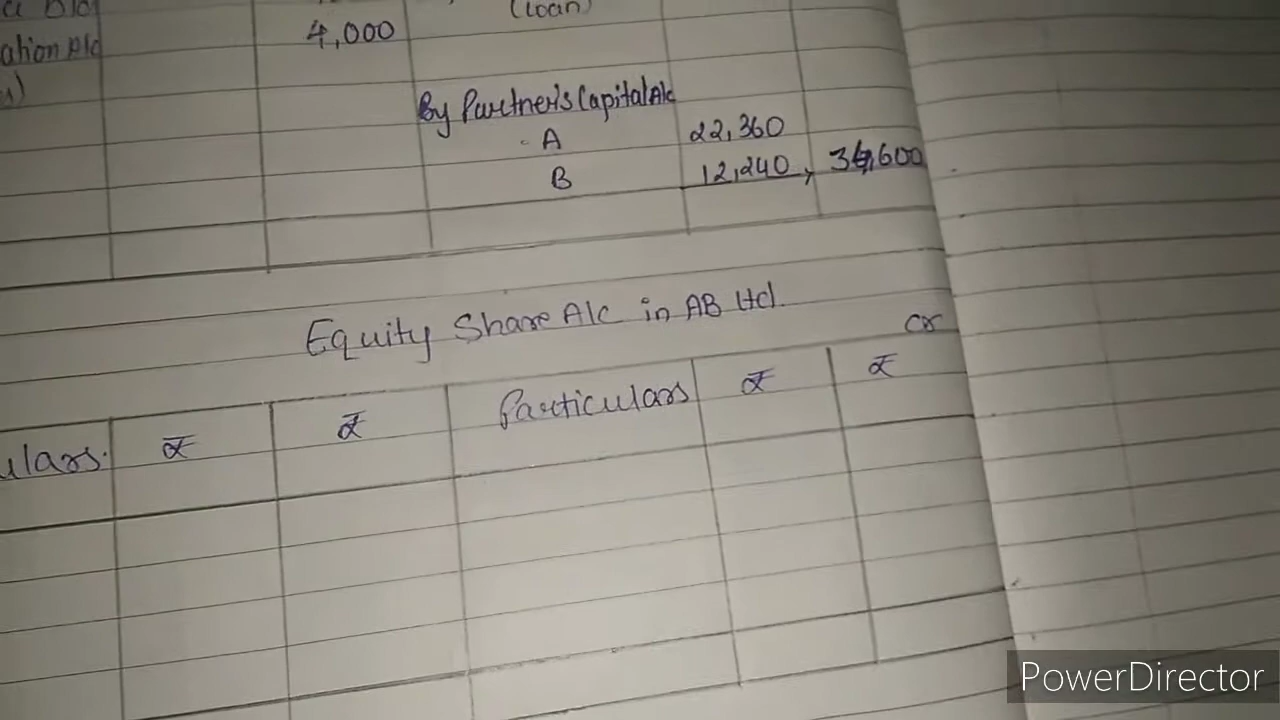 (Loan)
ation A/c 4,000
By Partner's Capital A/c
A 22,360
B 12,240, 34,600
Equity Share A/c in AB Ltd.
cr
ulars. ₹ ₹ Particulars ₹ ₹
PowerDirector